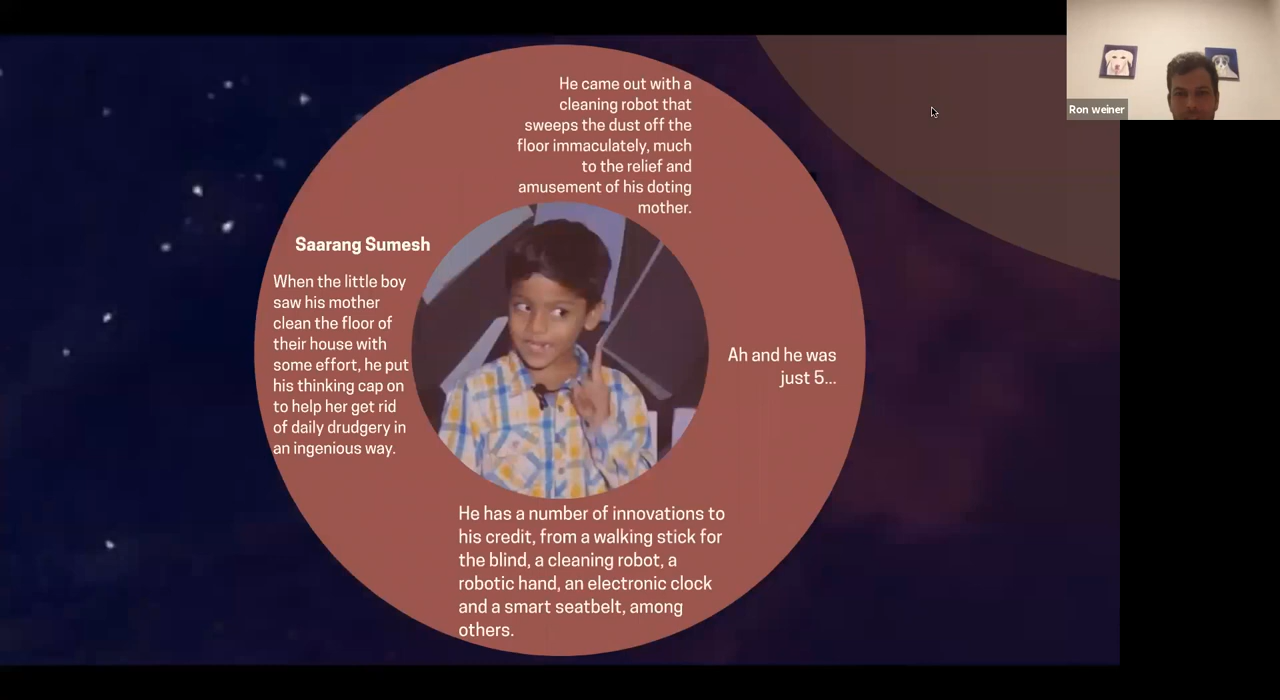 He came out with a
cleaning robot that
sweeps the dust off the
floor immaculately, much
to the relief and
amusement of his doting
mother.
Saarang Sumesh
When the little boy
saw his mother
clean the floor of
their house with
some effort, he put
his thinking cap on
to help her get rid
of daily drudgery in
an ingenious way.
Ah and he was
just 5...
He has a number of innovations to
his credit, from a walking stick for
the blind, a cleaning robot, a
robotic hand, an electronic clock
and a smart seatbelt, among
others.
Ron weiner